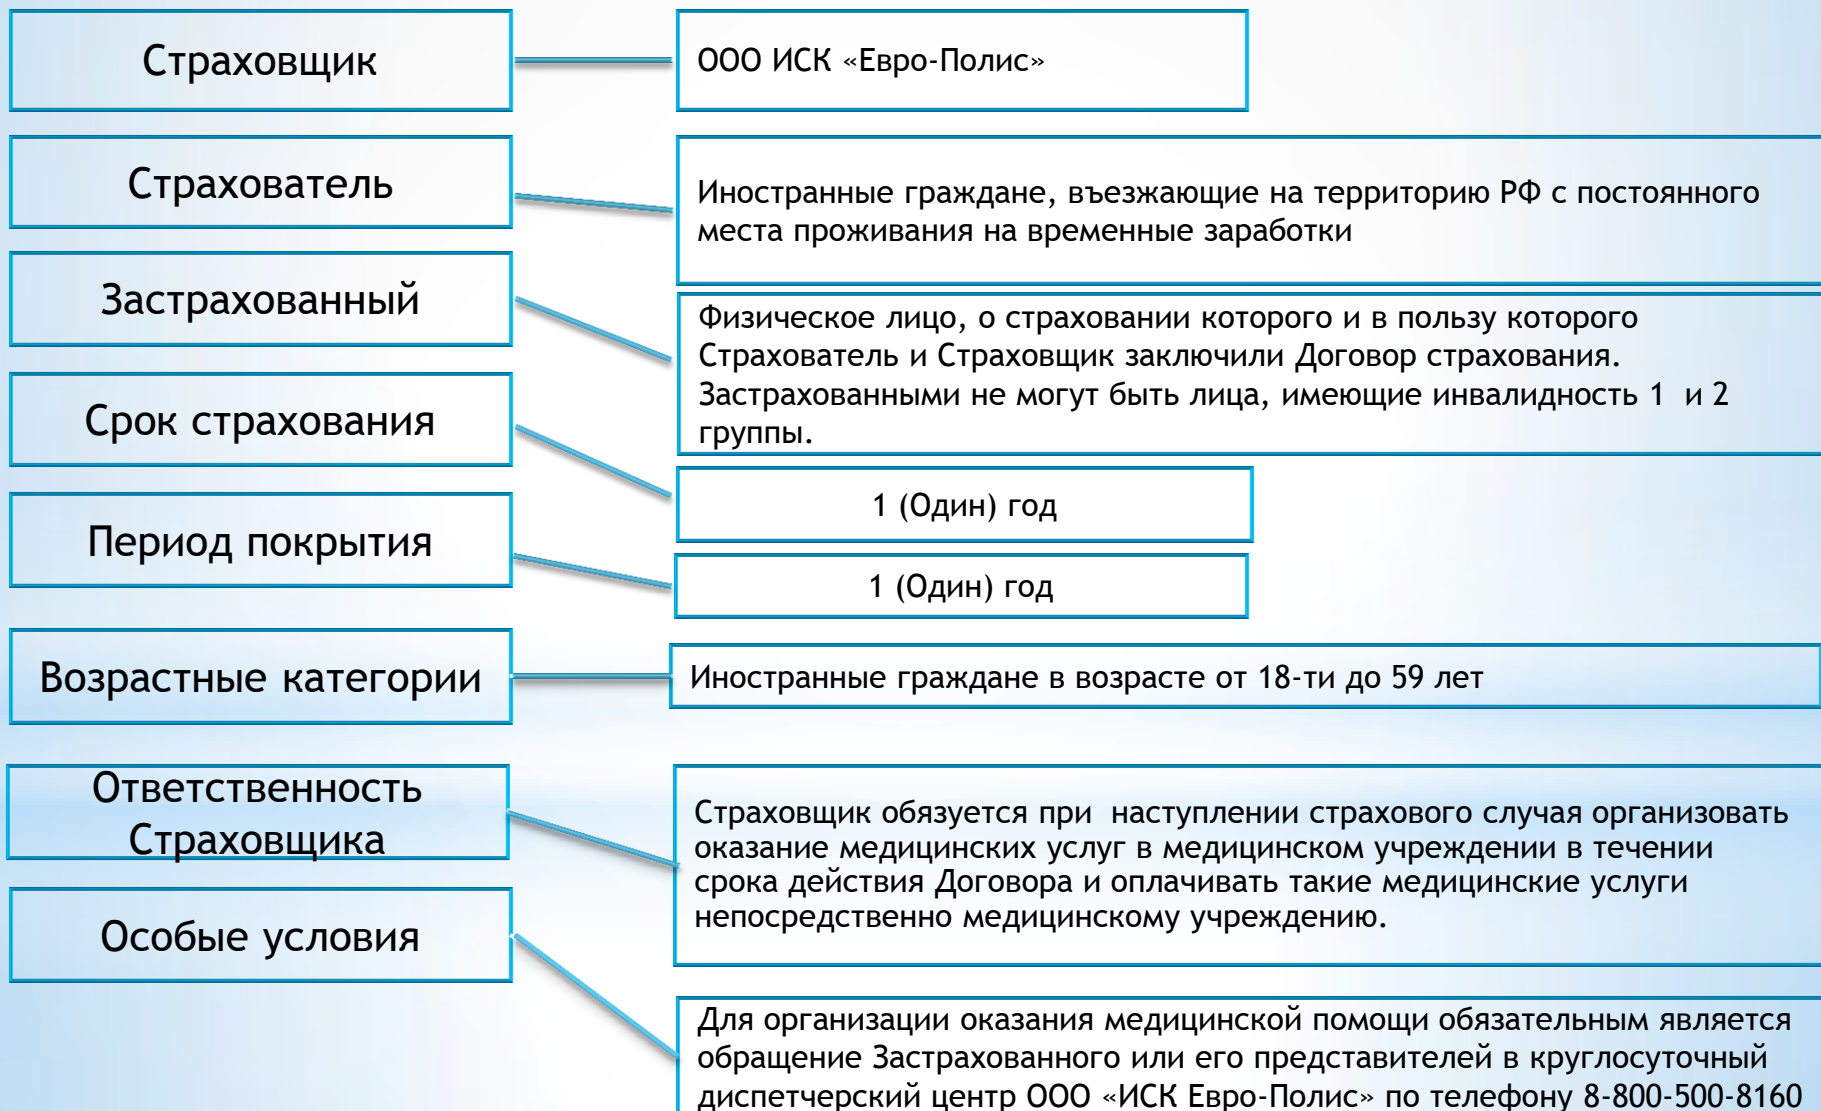 Страховщик
ООО ИСК «Евро-Полис»
Страхователь
Иностранные граждане, въезжающие на территорию РФ с постоянного
места проживания на временные заработки
Застрахованный
Физическое лицо, о страховании которого и в пользу которого
Страхователь и Страховщик заключили Договор страхования.
Застрахованными не могут быть лица, имеющие инвалидность 1 и 2
группы.
Срок страхования
1 (Один) год
Период покрытия
1 (Один) год
Возрастные категории
Иностранные граждане в возрасте от 18-ти до 59 лет
Ответственность
Страховщика
Страховщик обязуется при наступлении страхового случая организовать
оказание медицинских услуг в медицинском учреждении в течении
срока действия Договора и оплачивать такие медицинские услуги
непосредственно медицинскому учреждению.
Особые условия
Для организации оказания медицинской помощи обязательным является
обращение Застрахованного или его представителей в круглосуточный
диспетчерский центр ООО «ИСК Евро-Полис» по телефону 8-800-500-8160